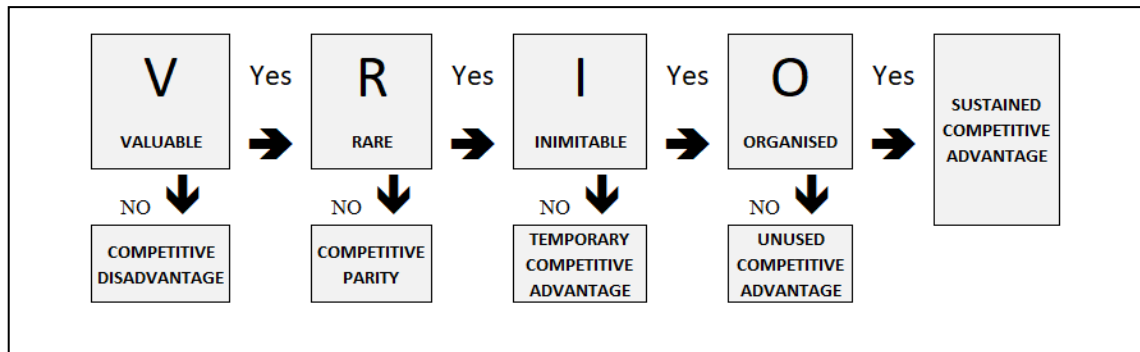 V
Yes
R
Yes
I
Yes
O
Yes
VALUABLE
RARE
INIMITABLE
ORGANISED
SUSTAINED
COMPETITIVE
ADVANTAGE
NO
NO
NO
NO
COMPETITIVE
DISADVANTAGE
COMPETITIVE
PARITY
TEMPORARY
COMPETITIVE
ADVANTAGE
UNUSED
COMPETITIVE
ADVANTAGE